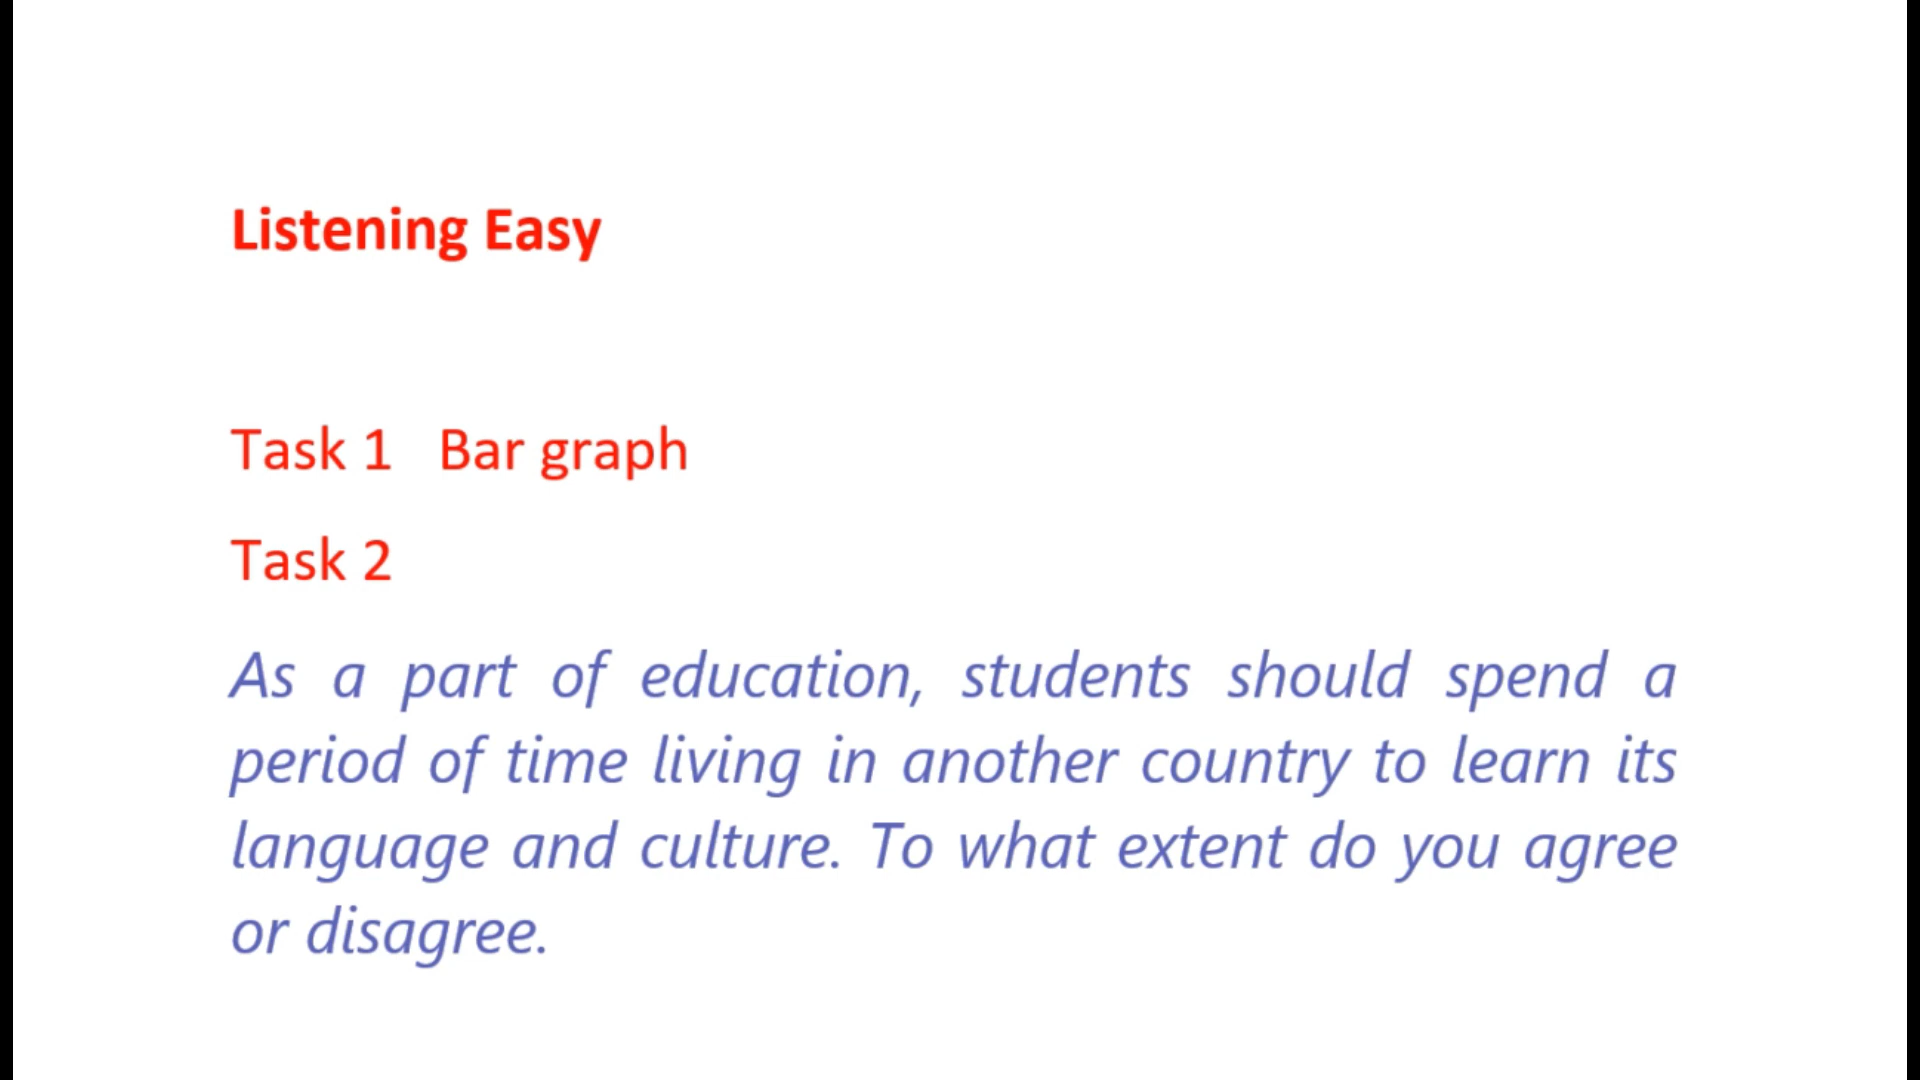 Listening Easy
Task 1 Bar graph
Task 2
As a part of education, students should spend a
period of time living in another country to learn its
language and culture. To what extent do you agree
or disagree.